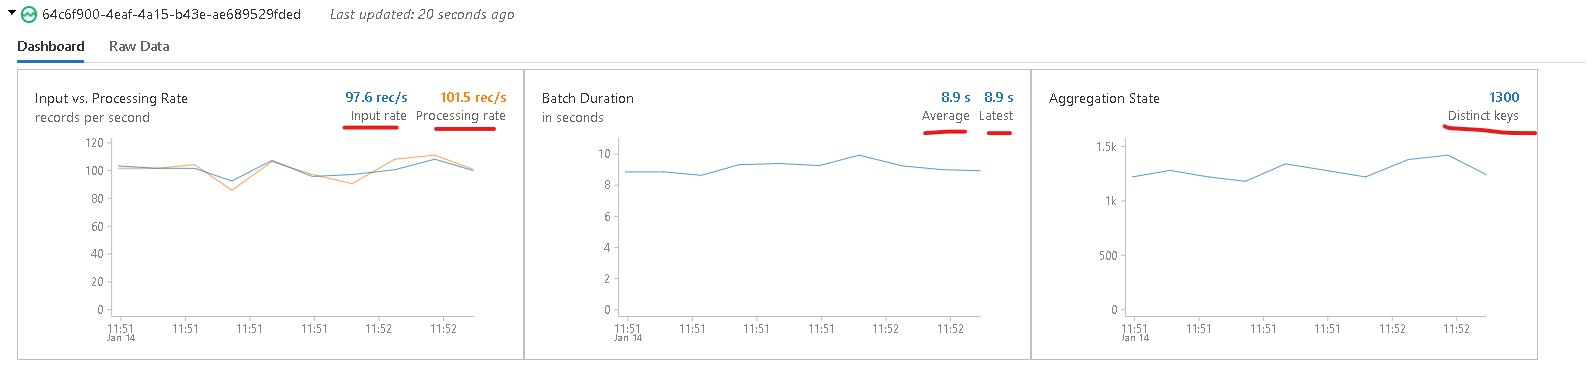 64c6f900-4eaf-4a15-b43e-ae689529fded Last updated: 20 seconds ago
Dashboard Raw Data
Input vs. Processing Rate 97.6 rec/s 101.5 rec/s
records per second Input rate Processing rate
120
100
80
60
40
20
0
11:51 11:51 11:51 11:51 11:52 11:52
Jan 14
Batch Duration 8.9 s 8.9 s
in seconds Average Latest
10
8
6
4
2
0
11:51 11:51 11:51 11:51 11:52 11:52
Jan 14
Aggregation State 1300
Distinct keys
1.5k
1k
500
0
11:51 11:51 11:51 11:51 11:52 11:52
Jan 14